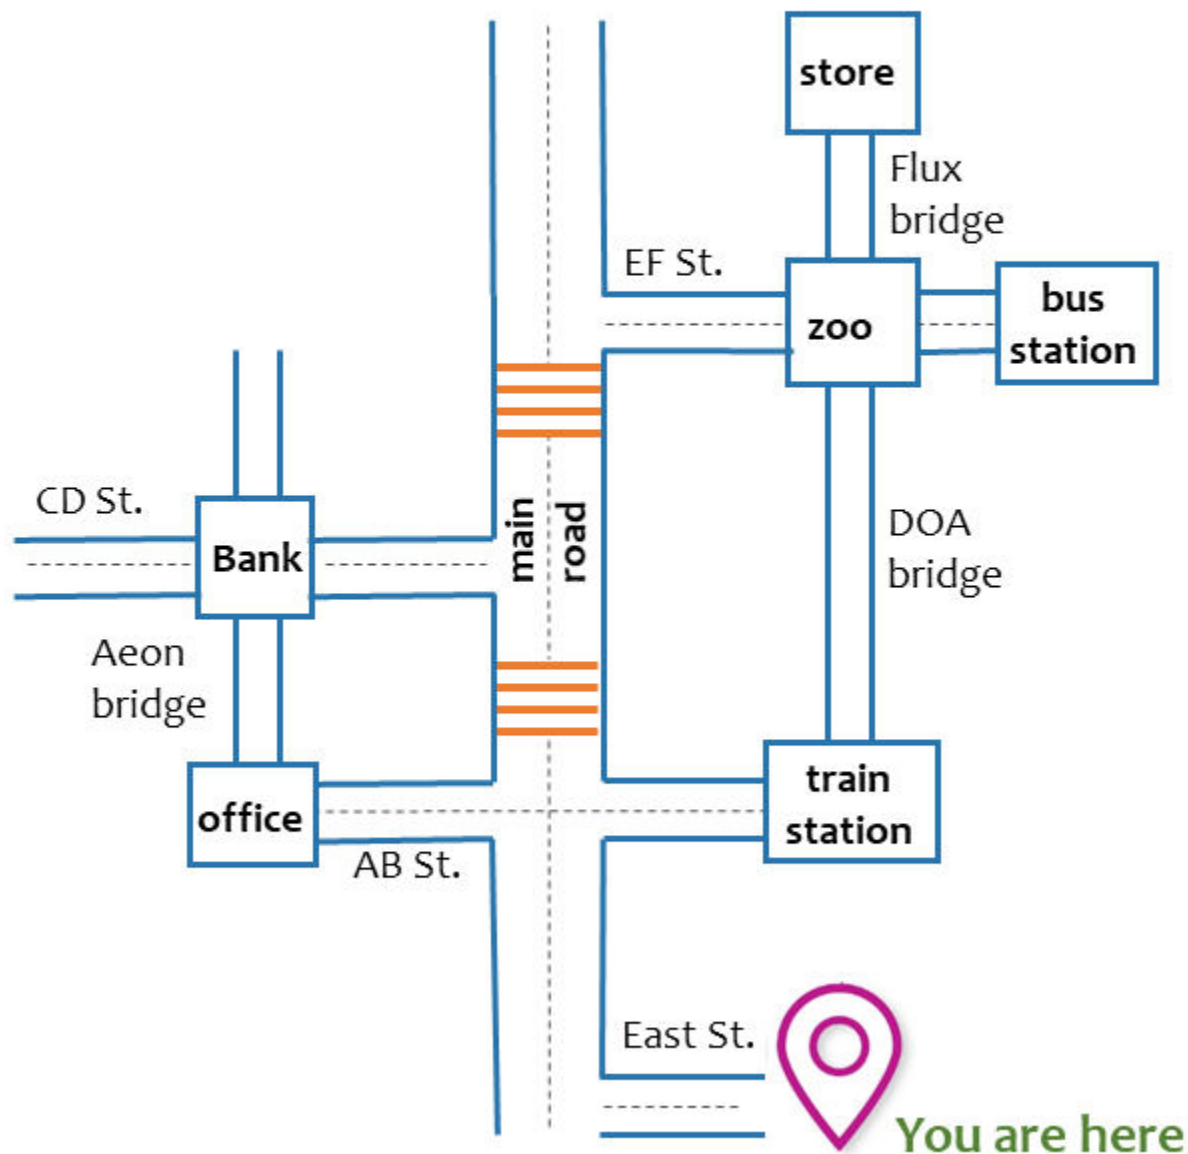 store
Flux
bridge
EF St.
zoo
bus
station
CD St.
Bank
main
road
DOA
bridge
Aeon
bridge
office
AB St.
train
station
East St.
You are here